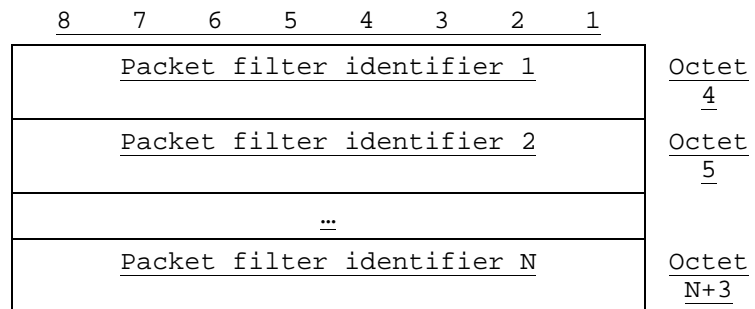 8 7 6 5 4 3 2 1
Packet filter identifier 1 Octet
4
Packet filter identifier 2 Octet
5
…
Packet filter identifier N Octet
N+3